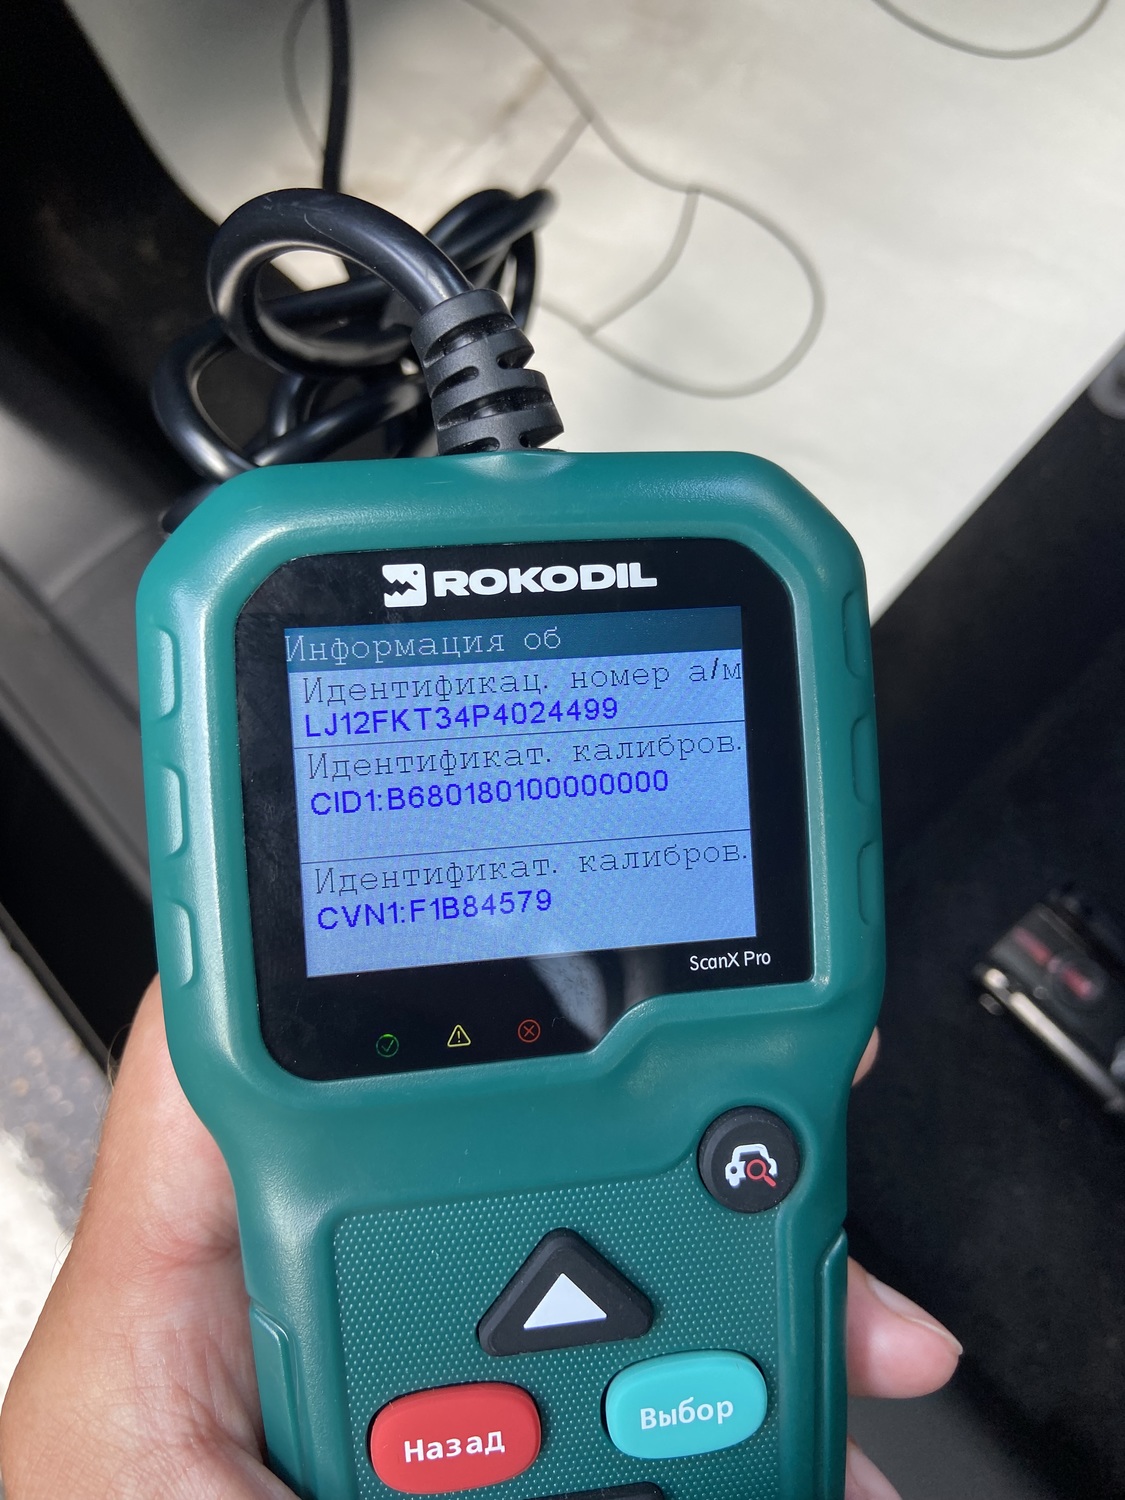 ROKODIL
Информация об
Идентификац. номер а/м
LJ12FKT34P4024499
Идентификат. калибров.
CID1:B680180100000000
Идентификат. калибров.
CVN1:F1B84579
ScanX Pro
Назад
Выбор